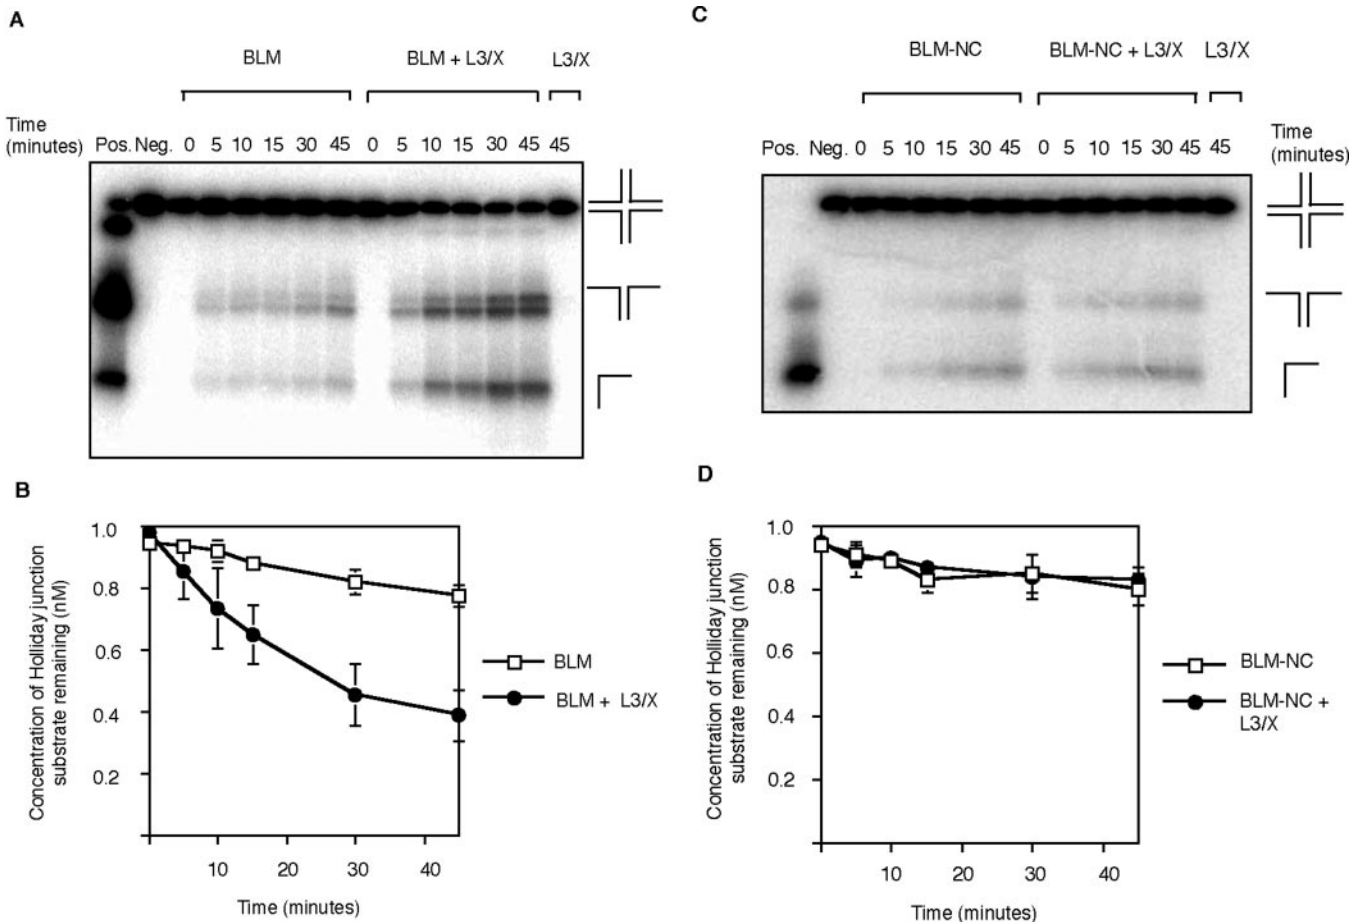 A
BLM BLM + L3/X L3/X
Time
(minutes) Pos. Neg. 0 5 10 15 30 45 0 5 10 15 30 45 45
C
BLM-NC BLM-NC + L3/X L3/X
Pos. Neg. 0 5 10 15 30 45 0 5 10 15 30 45 45
Time
(minutes)
B
Concentration of Holliday junction
substrate remaining (nM)
1.0
0.8
0.6
0.4
0.2
10 20 30 40
Time (minutes)
BLM
BLM + L3/X
D
Concentration of Holliday junction
substrate remaining (nM)
1.0
0.8
0.6
0.4
0.2
10 20 30 40
Time (minutes)
BLM-NC
BLM-NC +
L3/X